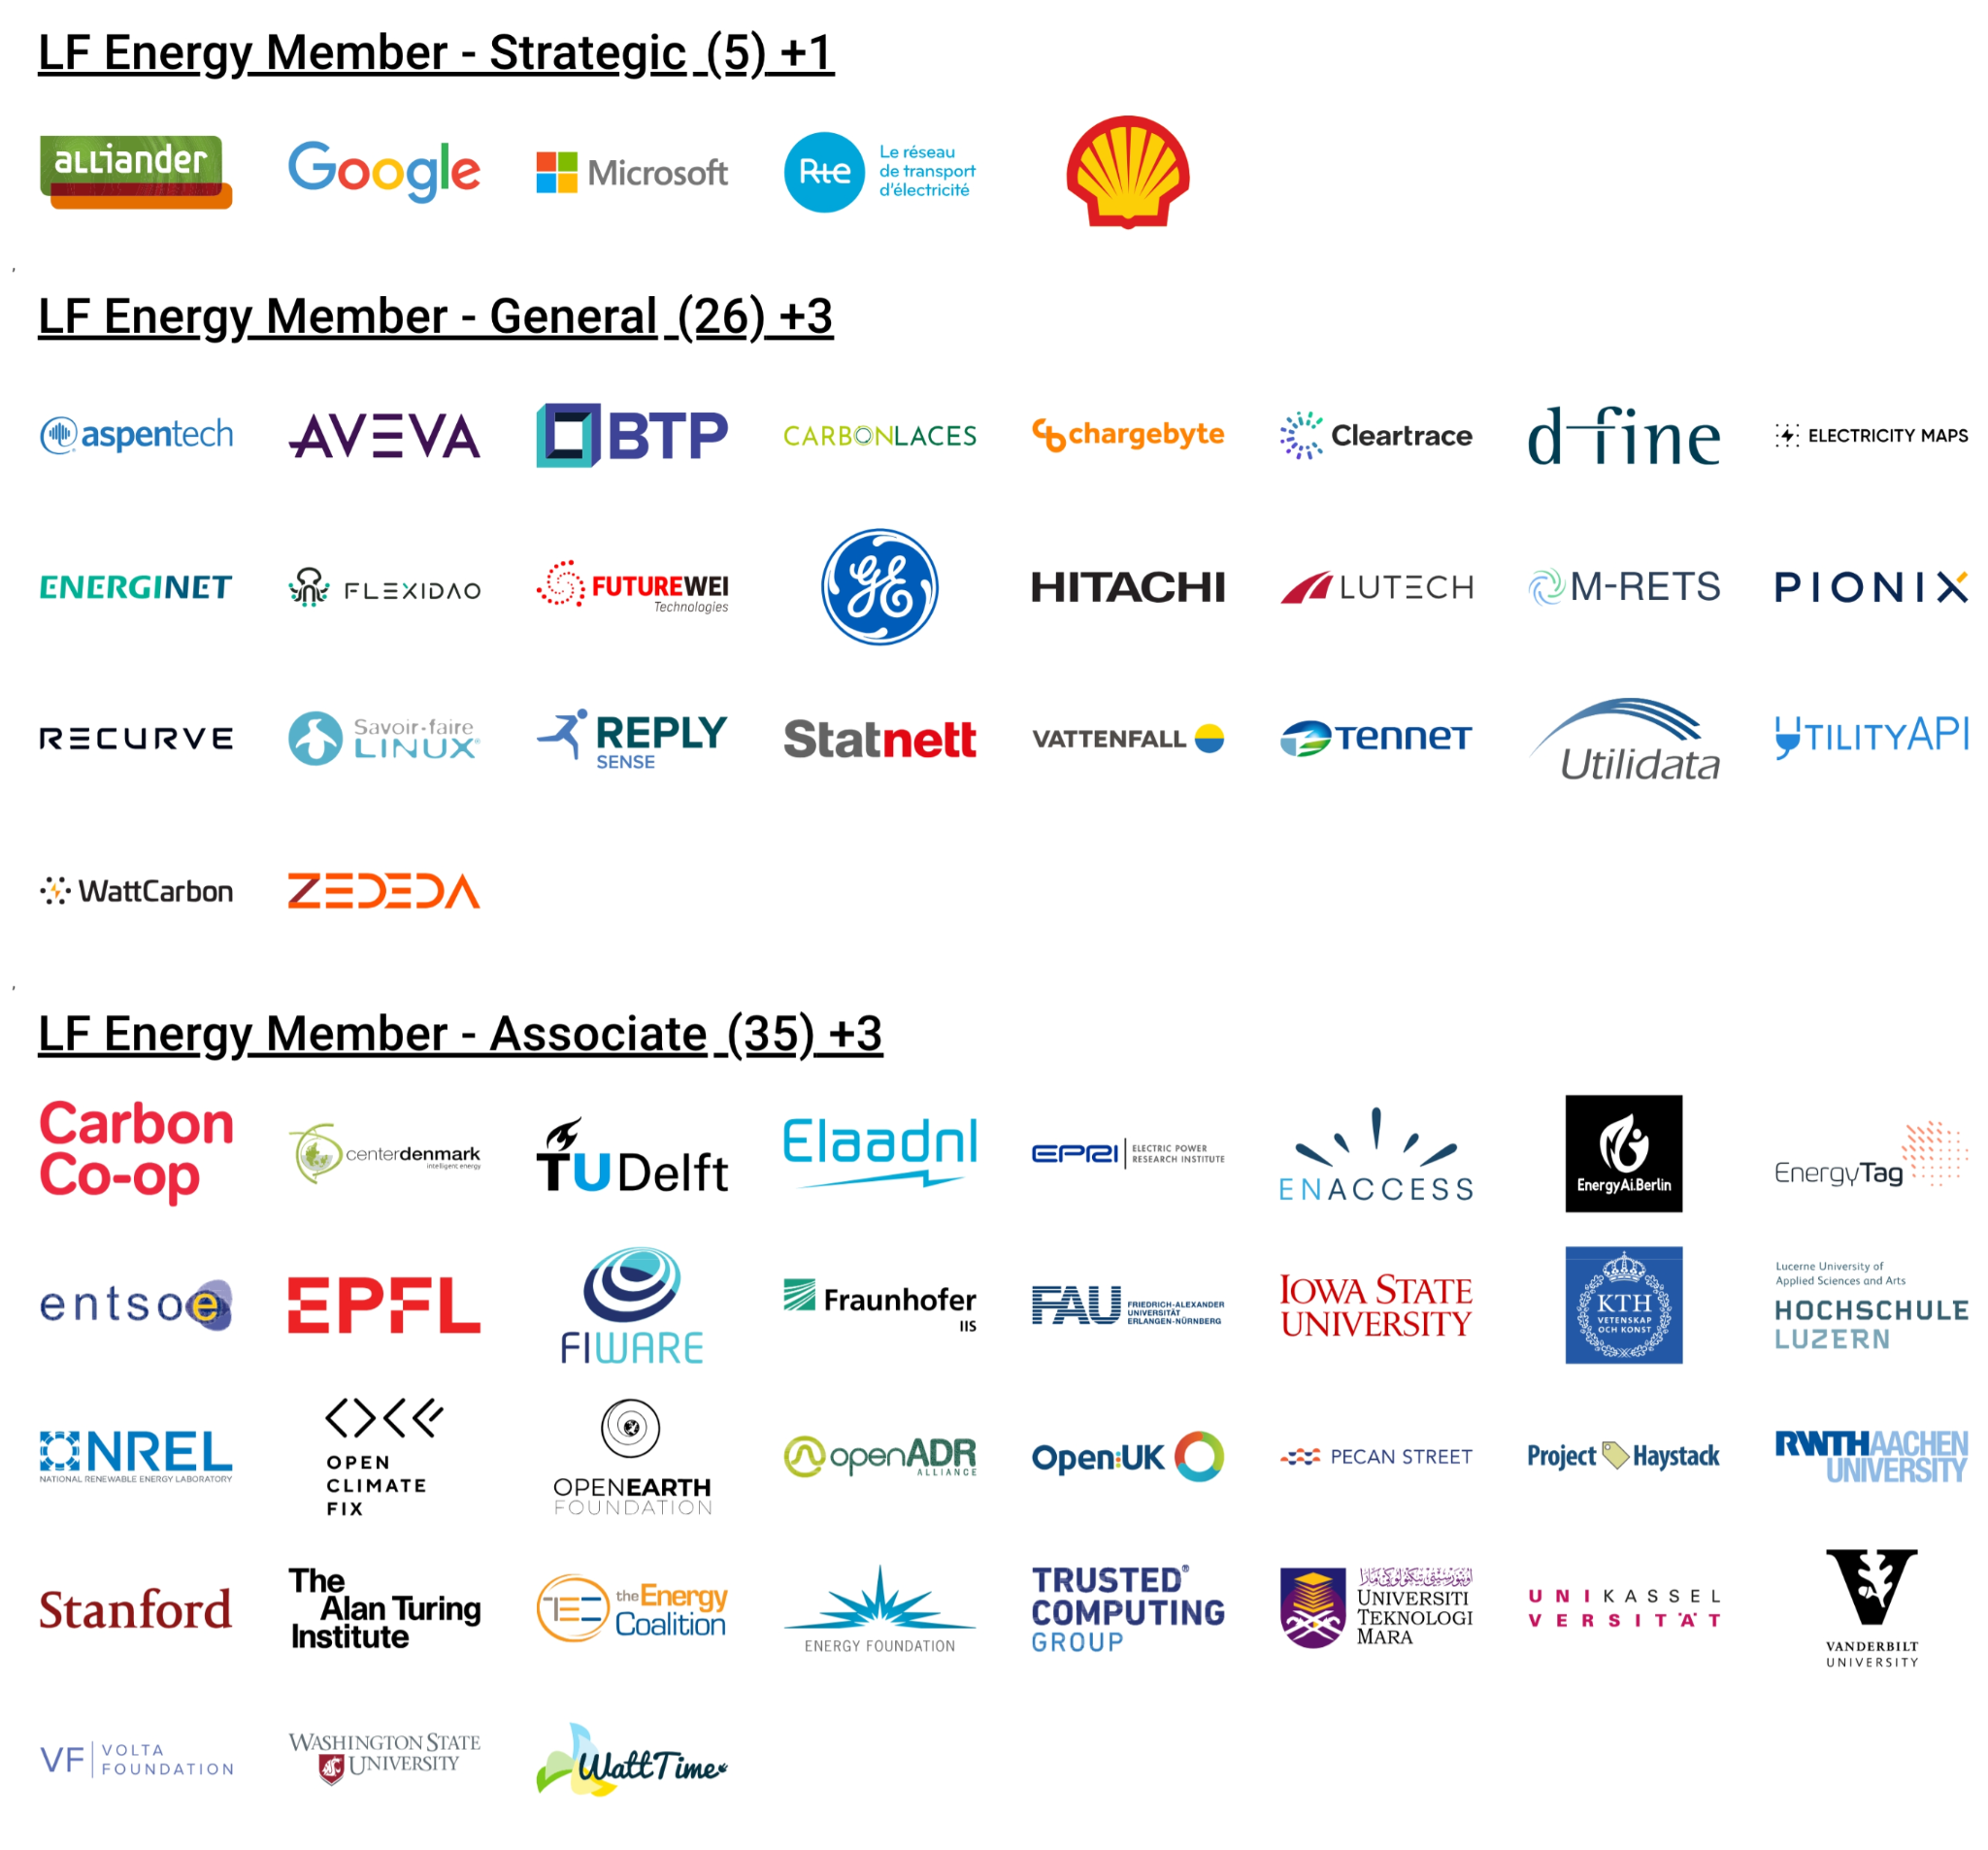 LF Energy Member - Strategic (5) +1
alliander
Google
Microsoft
Rte
Le réseau
de transport
d'électricité
,
LF Energy Member - General (26) +3
aspentech
AVEVA
BTP
CARBONLACES
chargebyte
Cleartrace
d-fine
ELECTRICITY MAPS
ENERGINET
FLEXIDAO
FUTUREWEI
Technologies
GE
HITACHI
LUTECH
M-RETS
PIONIX
RECURVE
Savoir-faire
LINUX®
REPLY
SENSE
Statnett
VATTENFALL
TenneT
Utilidata
UTILITYAPI
WattCarbon
ZEDEDA
,
LF Energy Member - Associate (35) +3
Carbon
Co-op
centerdenmark
intelligent energy
TUDelft
Elaadnl
EPRI
ELECTRIC POWER
RESEARCH INSTITUTE
ENACCESS
EnergyAi.Berlin
EnergyTag
entsoe
EPFL
FIWARE
Fraunhofer
IIS
FAU
FRIEDRICH-ALEXANDER
UNIVERSITÄT
ERLANGEN-NÜRNBERG
IOWA STATE
UNIVERSITY
KTH
VETENSKAP
OCH KONST
Lucerne University of
Applied Sciences and Arts
HOCHSCHULE
LUZERN
NREL
NATIONAL RENEWABLE ENERGY LABORATORY
OPEN
CLIMATE
FIX
OPENEARTH
FOUNDATION
openADR
ALLIANCE
Open:UK
PECAN STREET
Project Haystack
RWTHAACHEN
UNIVERSITY
Stanford
The
Alan Turing
Institute
TEC
the Energy
Coalition
ENERGY FOUNDATION
TRUSTED®
COMPUTING
GROUP
UNIVERSITI
TEKNOLOGI
MARA
UNIKASSEL
VERSITÄT
VANDERBILT
UNIVERSITY
VF
VOLTA
FOUNDATION
WASHINGTON STATE
UNIVERSITY
WattTime